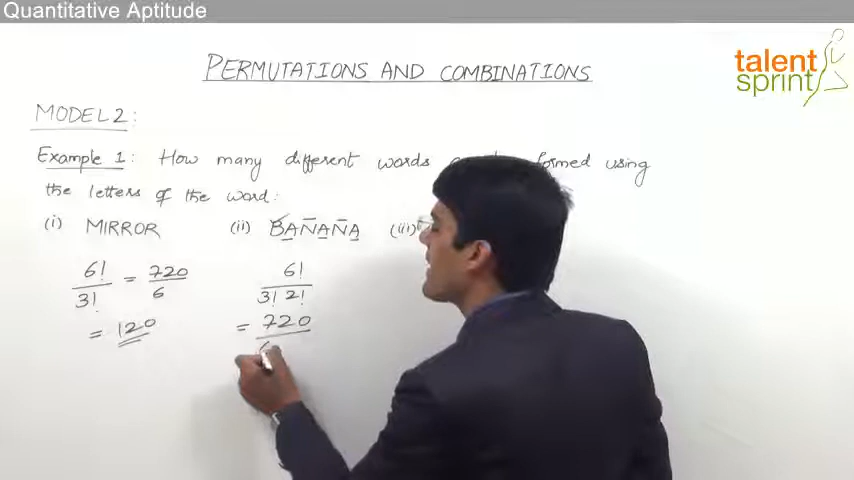 Quantitative Aptitude
talent
sprint
PERMUTATIONS AND COMBINATIONS
MODEL 2:
Example 1: How many different words formed using
the letters of the word:
(i) MIRROR (ii) BANANA (iii)
6! / 3! = 720 / 6
= 120
6! / 3! 2!
= 720